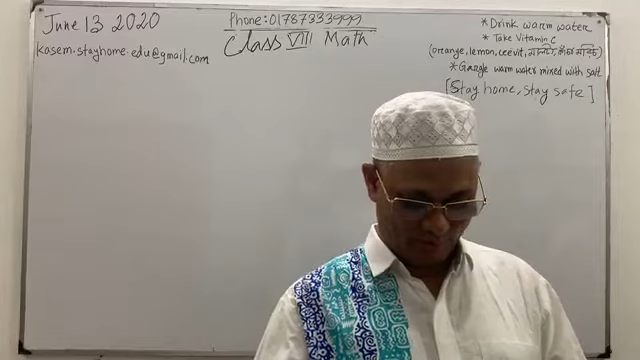 June 13 2020
kasem.stayhome.edu@gmail.com
Phone: 01787333999
Class VIII Math
* Drink warm water
* Take Vitamin C
(orange, lemon, ceevit,
* Gargle warm water mixed with salt
[Stay home, Stay safe]